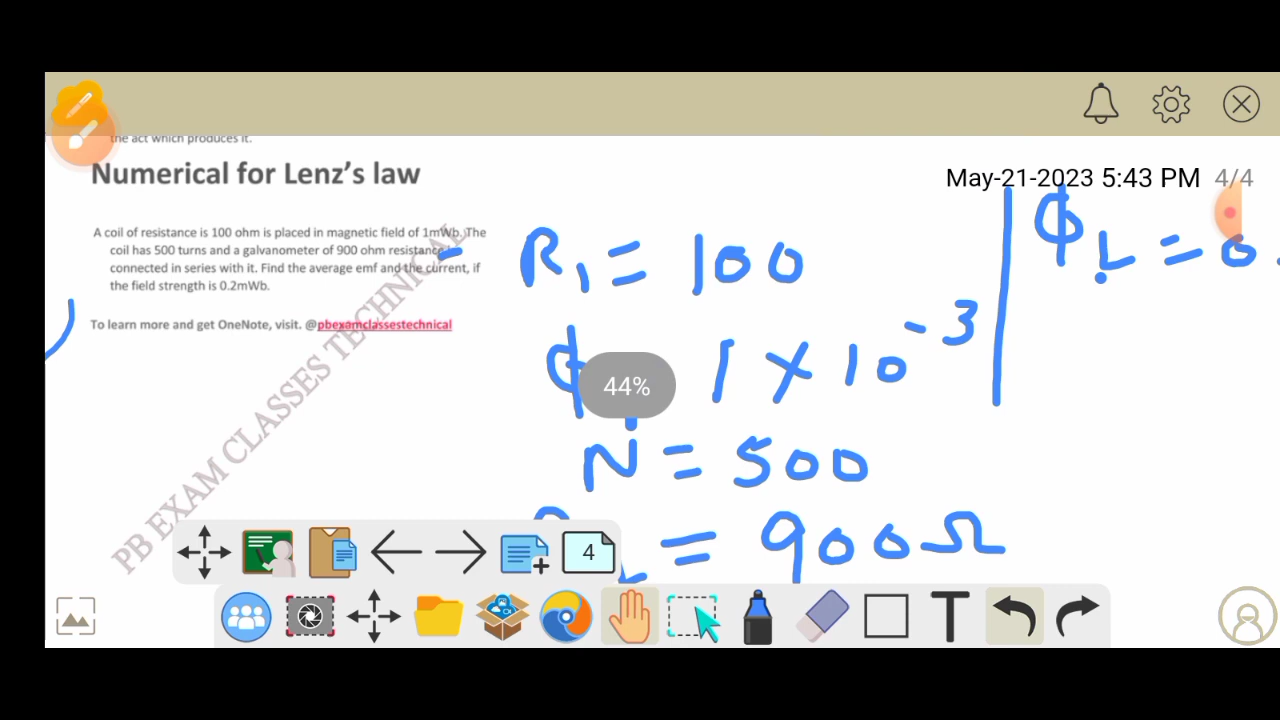 the act which produces it.
Numerical for Lenz's law
May-21-2023 5:43 PM 4/4
A coil of resistance is 100 ohm is placed in magnetic field of 1mWb. The
coil has 500 turns and a galvanometer of 900 ohm resistance is
connected in series with it. Find the average emf and the current, if
the field strength is 0.2mWb.
To learn more and get OneNote, visit. @pbexamclassestechnical
PB EXAM CLASSES TECHNICAL
- R1 = 100
ϕ 1 × 10-3
N = 500
= 900Ω
ϕL = 0.
44%
4
T